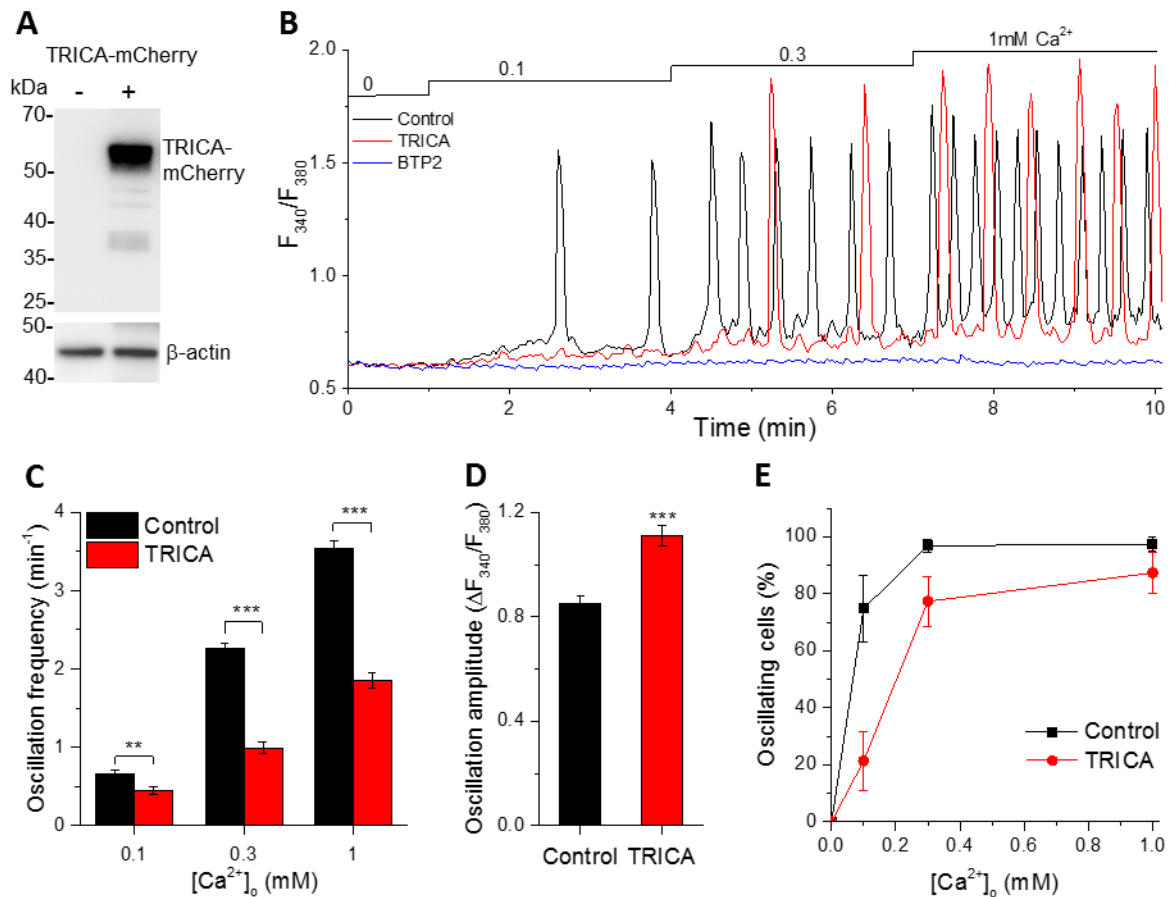 A
TRICA-mCherry
kDa - +
70-
50-
40-
35-
25-
TRICA-
mCherry
50-
40-
β-actin
B
2.0
1.5
1.0
0.5
F340/F380
0
0.1
0.3
1mM Ca2+
Control
TRICA
BTP2
0 2 4 6 8 10
Time (min)
C
Oscillation frequency (min-1)
4
3
2
1
0
Control
TRICA
**
***
***
0.1 0.3 1
[Ca2+]o (mM)
D
Oscillation amplitude (ΔF340/F380)
1.2
0.9
0.6
0.3
0.0
***
Control TRICA
E
Oscillating cells (%)
100
80
60
40
20
0
Control
TRICA
0.0 0.2 0.4 0.6 0.8 1.0
[Ca2+]o (mM)